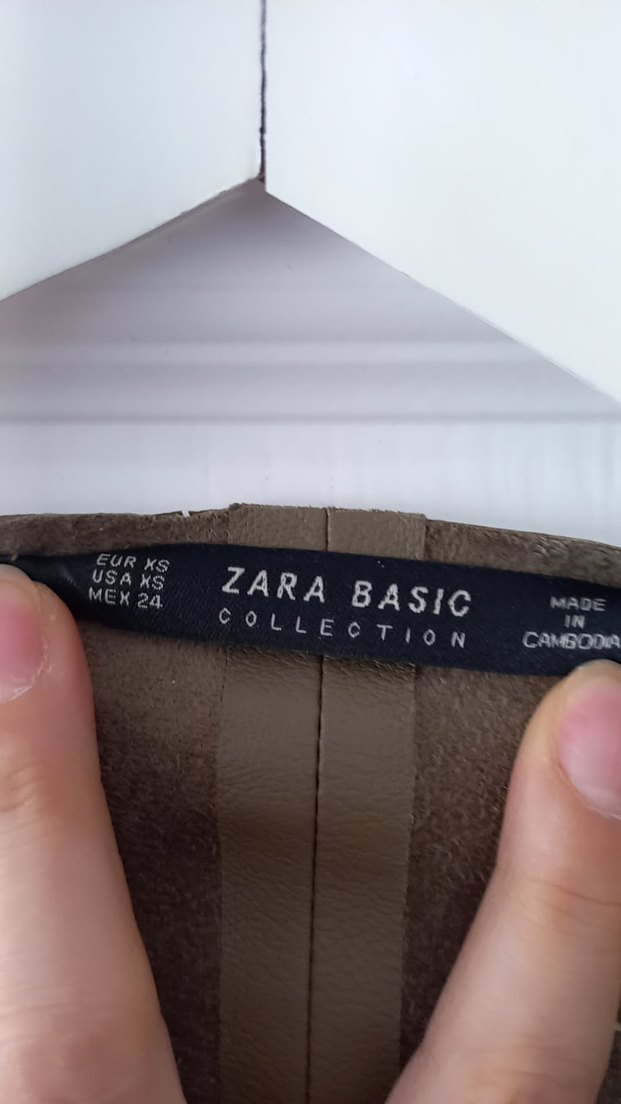 EUR XS
USA XS
MEX 24
ZARA BASIC
COLLECTION
MADE
IN
CAMBODIA